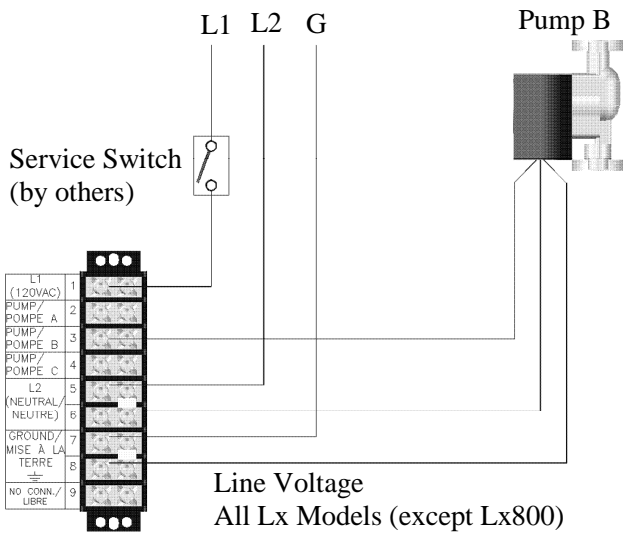 L1 L2 G
Pump B
Service Switch
(by others)
L1
(120VAC) 1
PUMP/
POMPE A 2
PUMP/
POMPE B 3
PUMP/
POMPE C 4
L2 5
(NEUTRAL/
NEUTRE) 6
GROUND/ 7
MISE À LA
TERRE 8
NO CONN./
LIBRE 9
Line Voltage
All Lx Models (except Lx800)